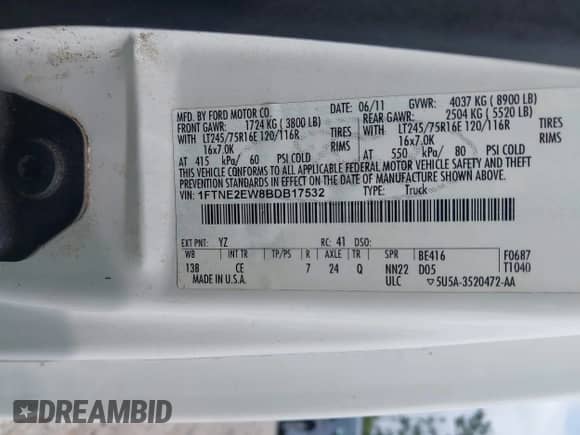 MFD. BY FORD MOTOR CO. DATE: 06/11 GVWR: 4037 KG ( 8900 LB)
FRONT GAWR: 1724 KG ( 3800 LB) REAR GAWR: 2504 KG ( 5520 LB)
WITH LT245/75R16E 120/116R TIRES WITH LT245/75R16E 120/116R TIRES
16x7.0K RIMS 16x7.0K RIMS
AT 415 kPa/ 60 PSI COLD AT 550 kPa/ 80 PSI COLD
THIS VEHICLE CONFORMS TO ALL APPLICABLE FEDERAL MOTOR VEHICLE SAFETY AND THEFT
PREVENTION STANDARDS IN EFFECT ON THE DATE OF MANUFACTURE SHOWN ABOVE.
VIN: 1FTNE2EW8BDB17532 TYPE: Truck
EXT PNT: YZ RC: 41 DSO:
WB INT TR TP/PS R AXLE TR SPR BE416 F0687
138 CE 7 24 Q NN22 D05 T1040
MADE IN U.S.A. ULC ▽5U5A-3520472-AA
DREAMBID